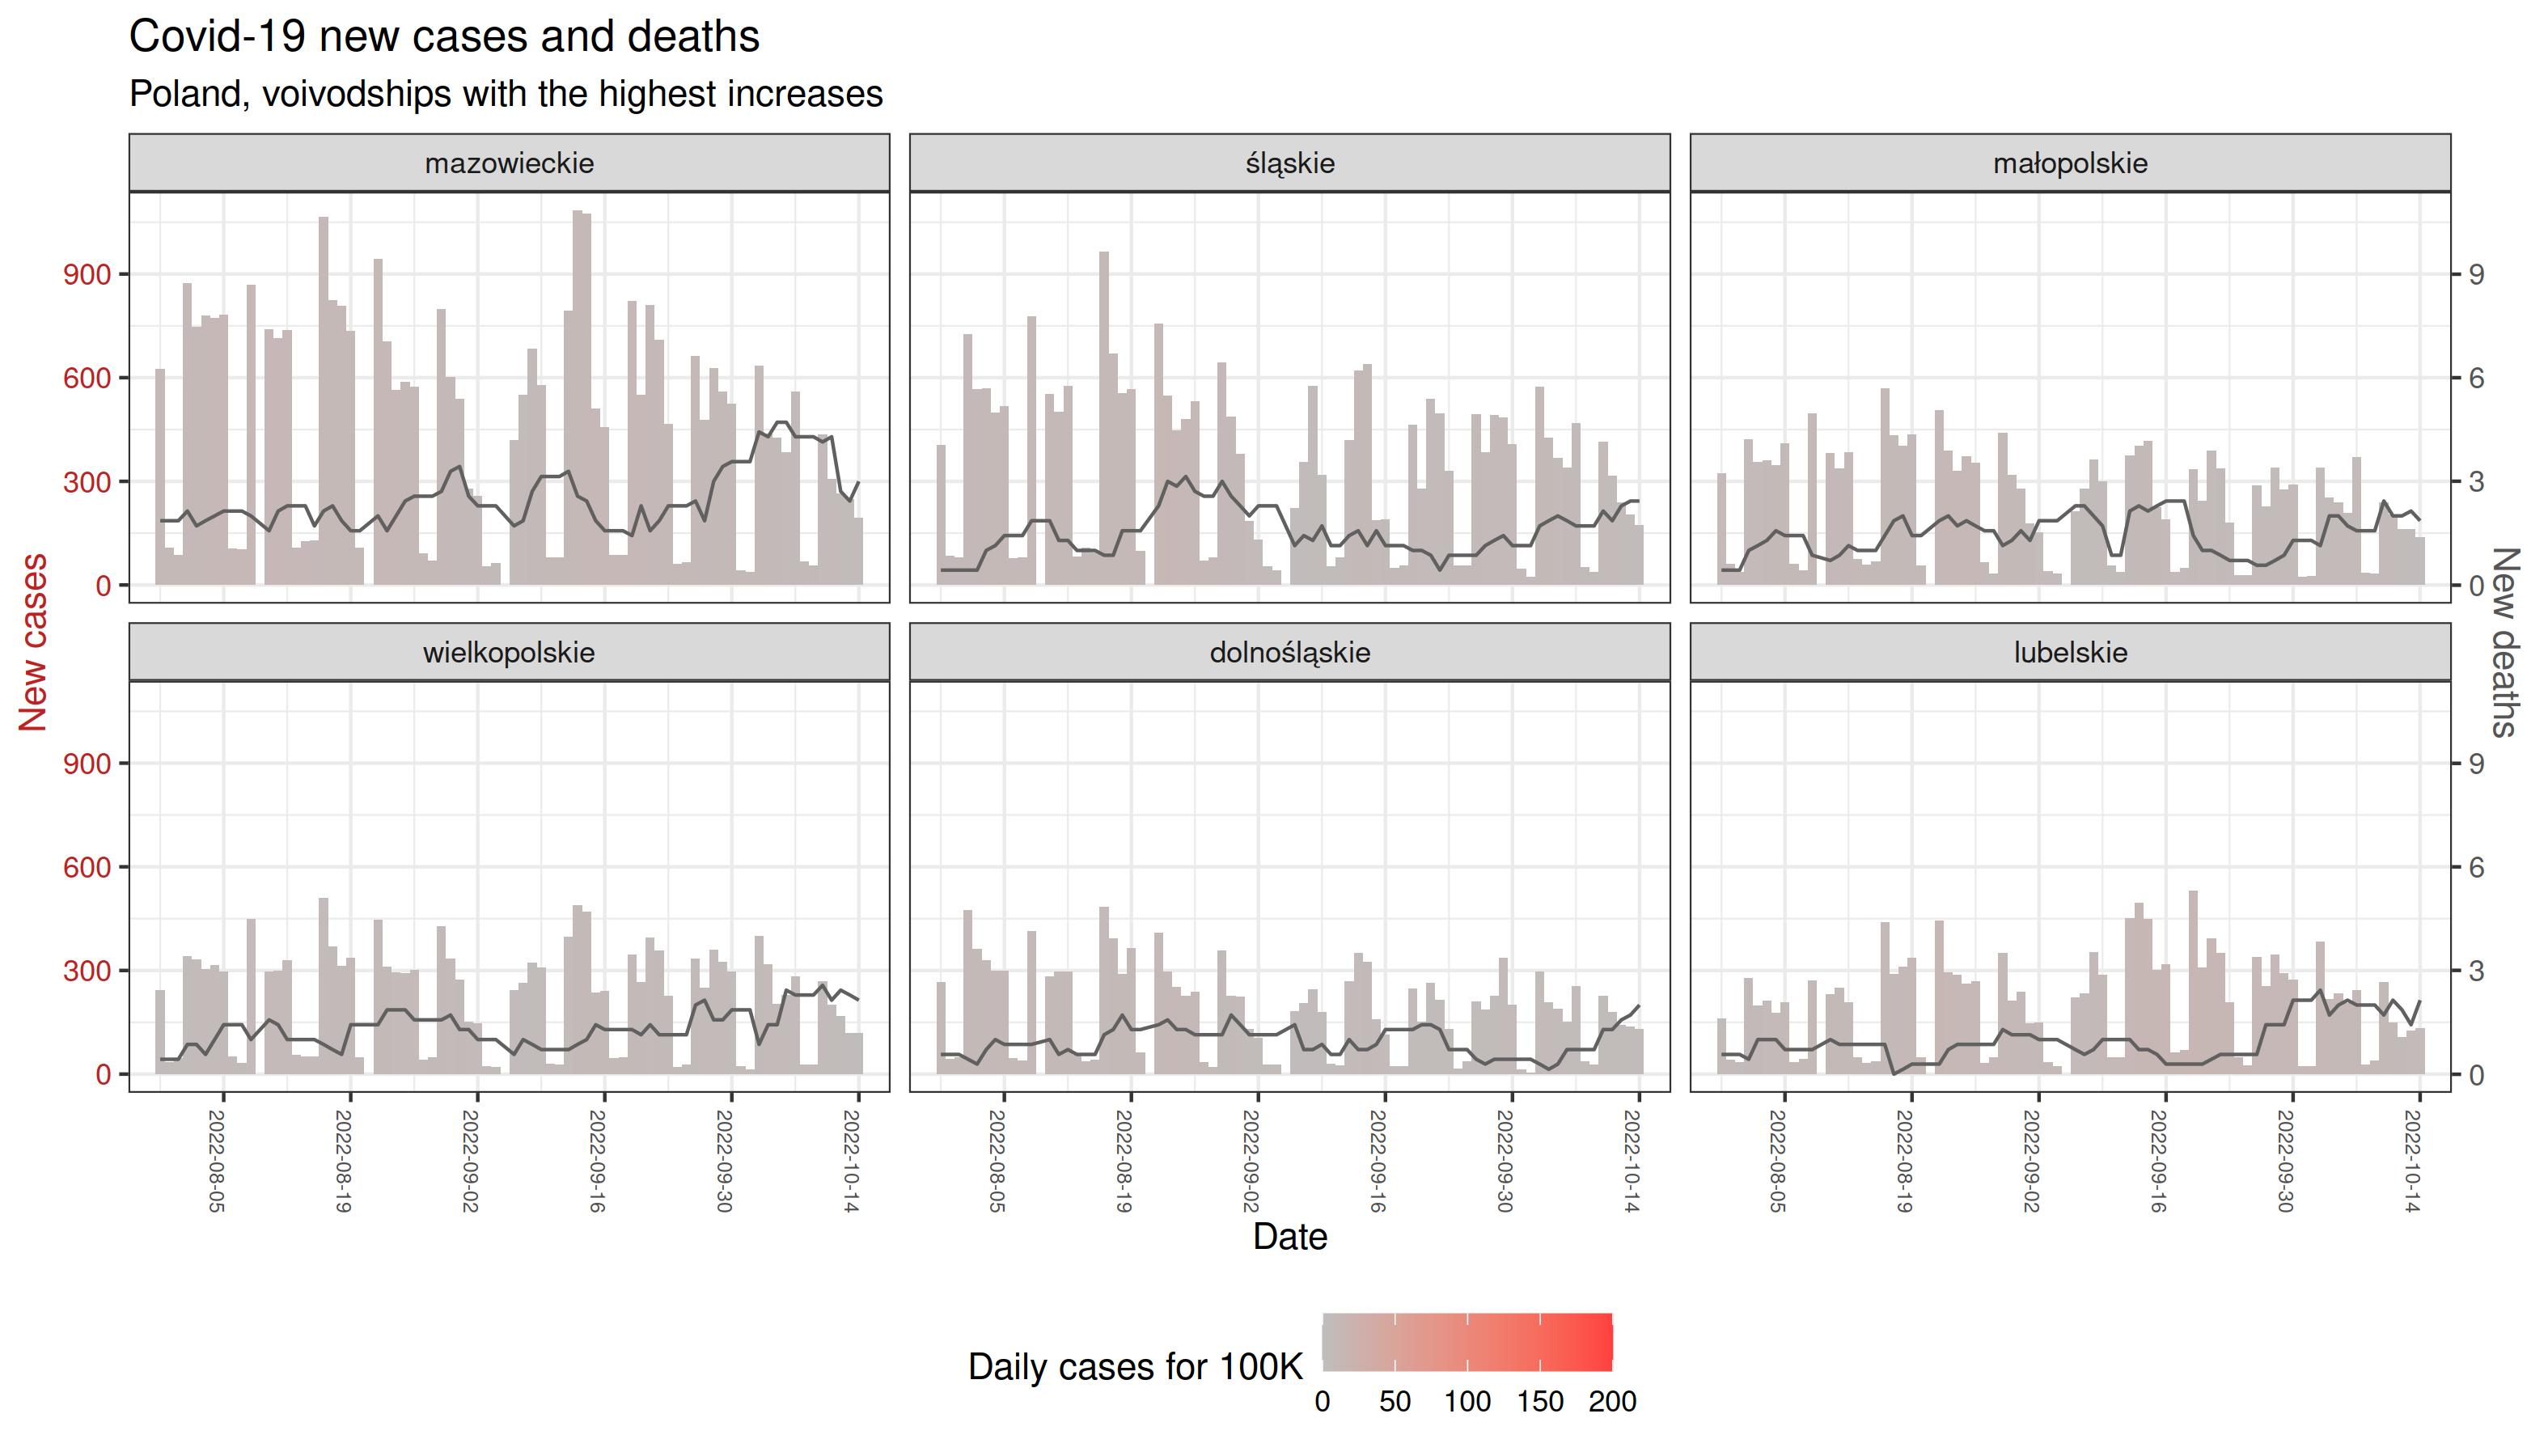 Covid-19 new cases and deaths
Poland, voivodships with the highest increases
mazowieckie
śląskie
małopolskie
900
600
300
0
9
6
3
0
New cases
New deaths
wielkopolskie
dolnośląskie
lubelskie
900
600
300
0
9
6
3
0
2022-08-05
2022-08-19
2022-09-02
2022-09-16
2022-09-30
2022-10-14
2022-08-05
2022-08-19
2022-09-02
2022-09-16
2022-09-30
2022-10-14
2022-08-05
2022-08-19
2022-09-02
2022-09-16
2022-09-30
2022-10-14
Date
Daily cases for 100K
0 50 100 150 200